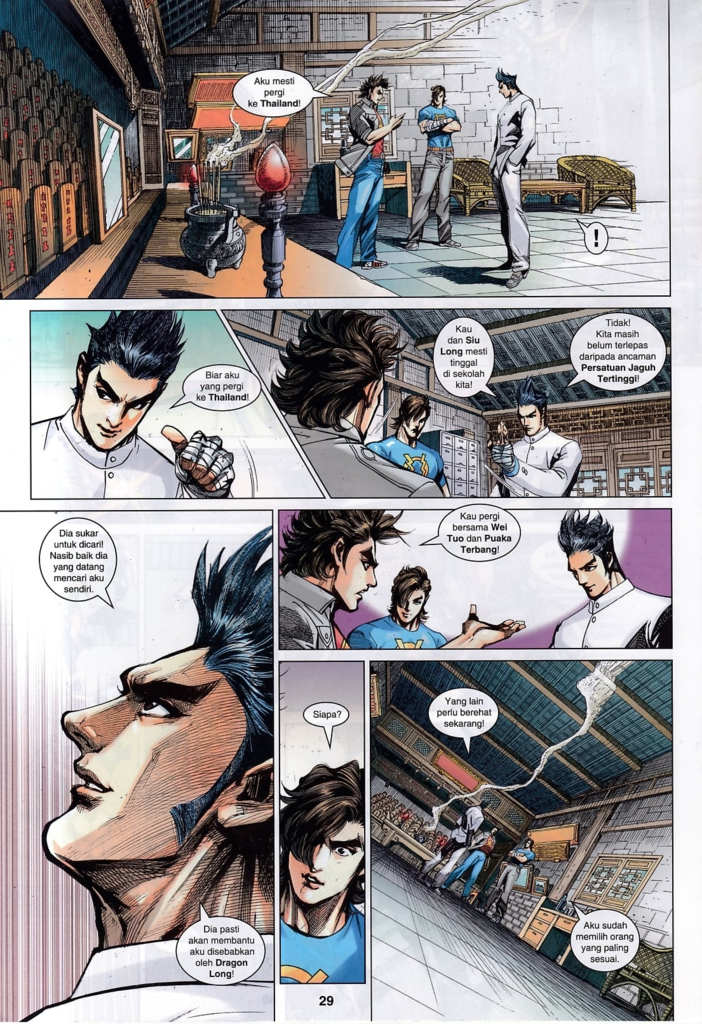 Aku mesti
pergi
ke Thailand!
!
Biar aku
yang pergi
ke Thailand!
Kau
dan Siu
Long mesti
tinggal
di sekolah
kita!
Tidak!
Kita masih
belum terlepas
daripada ancaman
Persatuan Jaguh
Tertinggi!
Kau pergi
bersama Wei
Tuo dan Puaka
Terbang!
Dia sukar
untuk dicari!
Nasib baik dia
yang datang
mencari aku
sendiri.
Dia pasti
akan membantu
aku disebabkan
oleh Dragon
Long!
Siapa?
Yang lain
perlu berehat
sekarang!
Aku sudah
memilih orang
yang paling
sesuai.
29